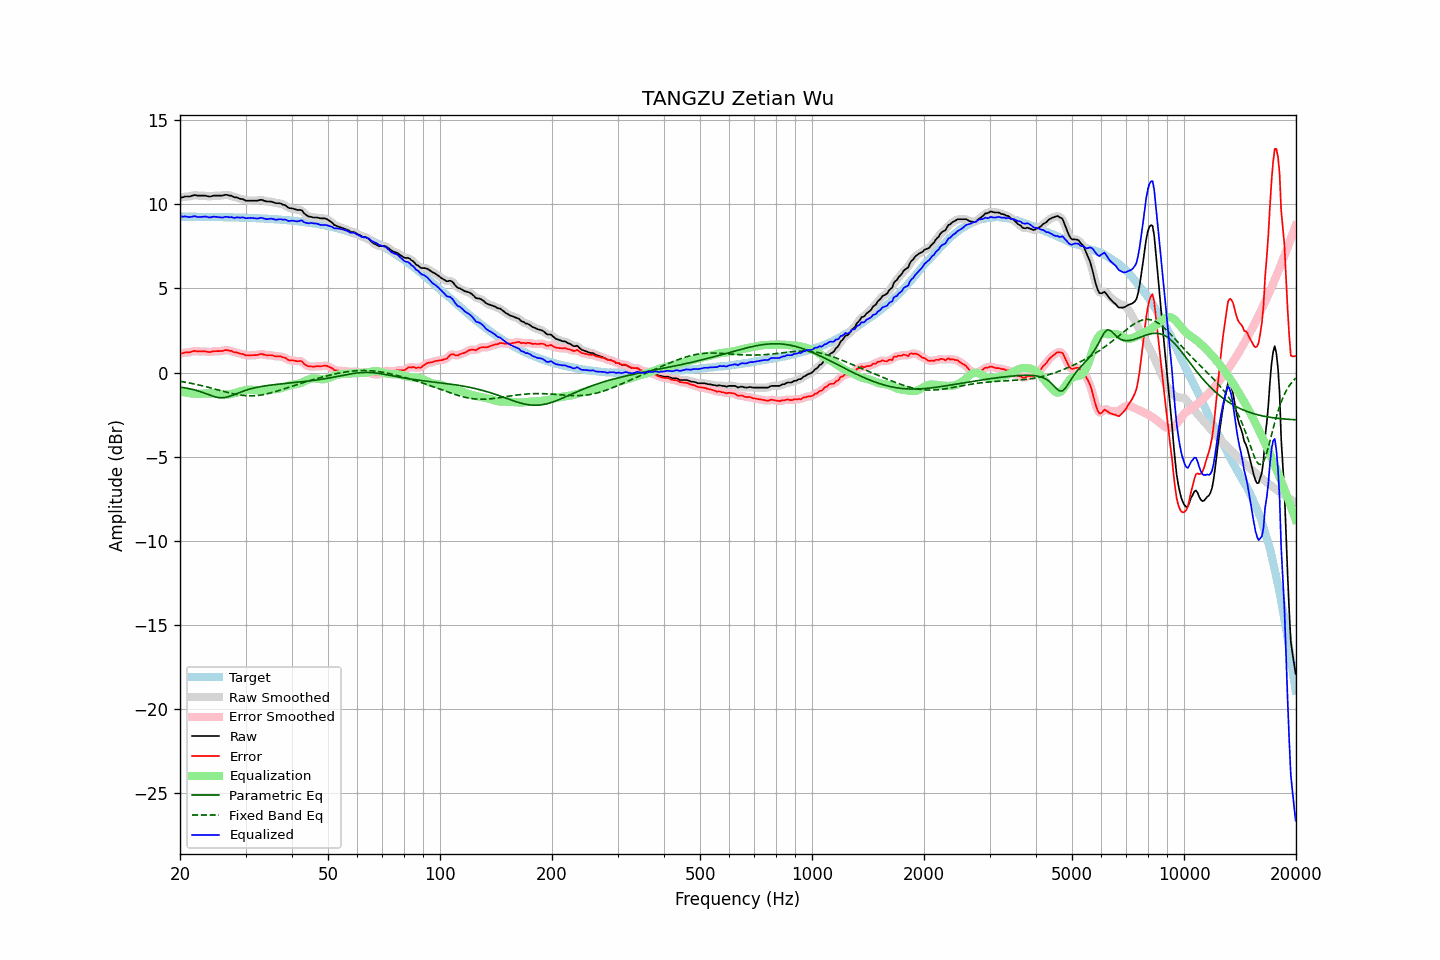 TANGZU Zetian Wu
15
10
5
0
−5
−10
−15
−20
−25
Amplitude (dBr)
Target
Raw Smoothed
Error Smoothed
Raw
Error
Equalization
Parametric Eq
Fixed Band Eq
Equalized
20 50 100 200 500 1000 2000 5000 10000 20000
Frequency (Hz)